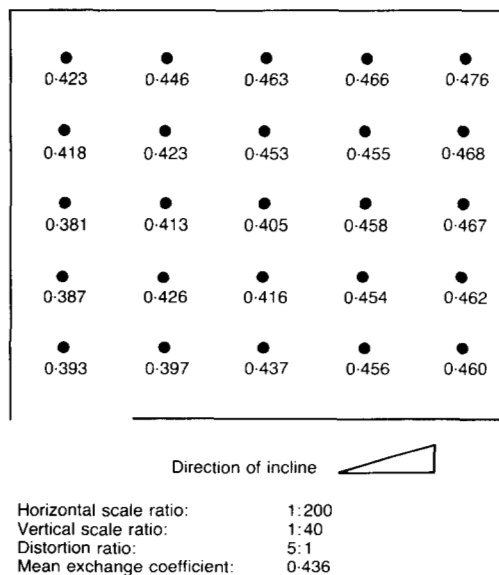 0·423 0·446 0·463 0·466 0·476
0·418 0·423 0·453 0·455 0·468
0·381 0·413 0·405 0·458 0·467
0·387 0·426 0·416 0·454 0·462
0·393 0·397 0·437 0·456 0·460
Direction of incline
Horizontal scale ratio: 1:200
Vertical scale ratio: 1:40
Distortion ratio: 5:1
Mean exchange coefficient: 0·436